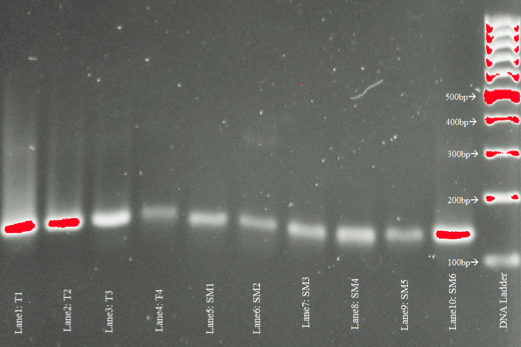 500bp→
400bp→
300bp→
200bp→
100bp→
Lane1: T1
Lane2: T2
Lane3: T3
Lane4: T4
Lane5: SM1
Lane6: SM2
Lane7: SM3
Lane8: SM4
Lane9: SM5
Lane10: SM6
DNA Ladder